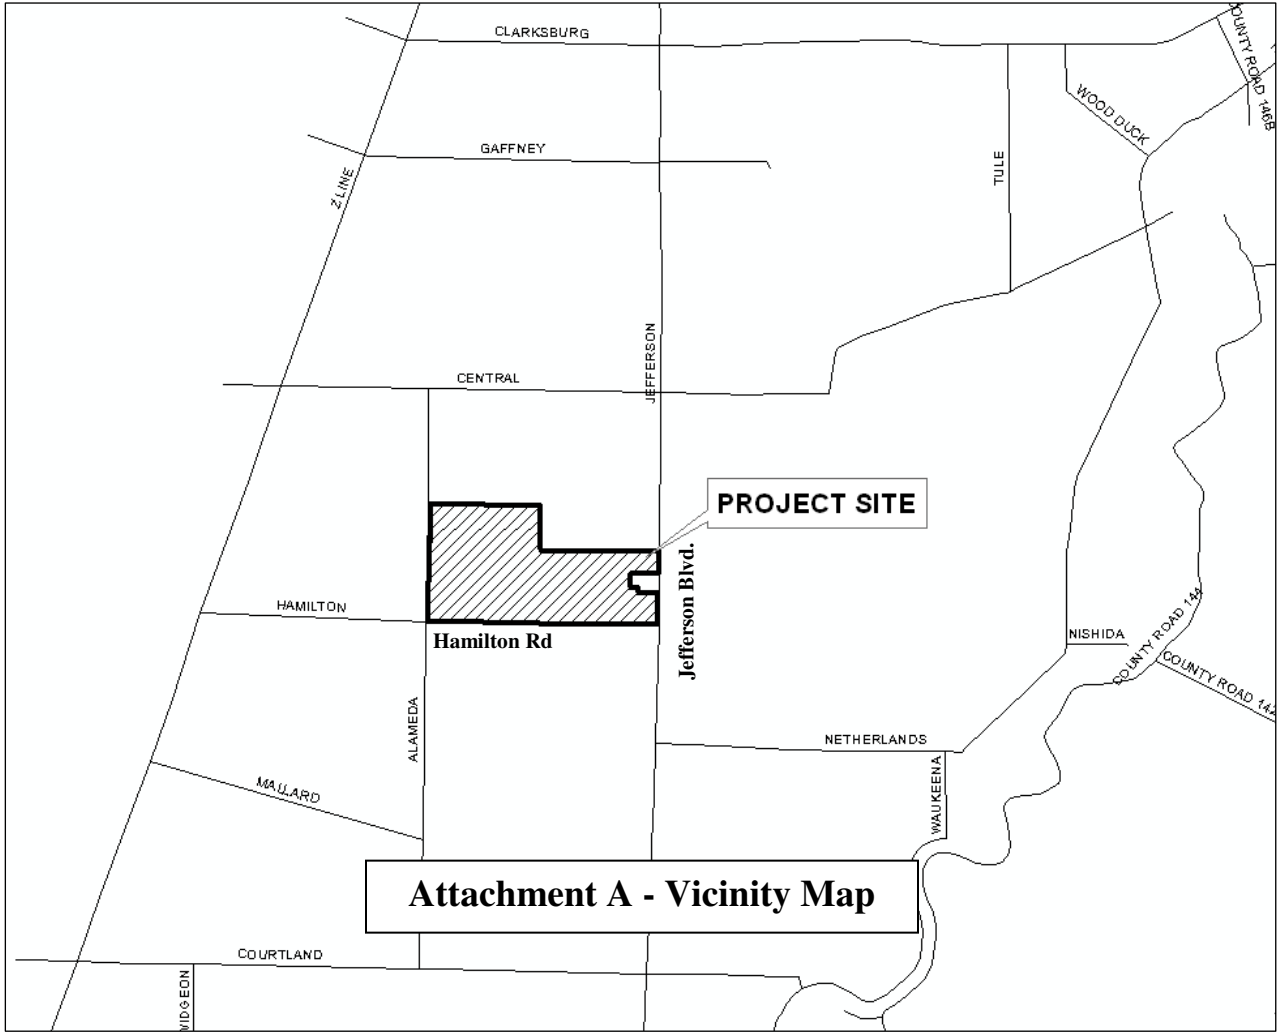 CLARKSBURG
COUNTY ROAD 146B
WOOD DUCK
GAFFNEY
TULE
Z LINE
JEFFERSON
CENTRAL
PROJECT SITE
Jefferson Blvd.
HAMILTON
Hamilton Rd
NISHIDA
COUNTY ROAD 144
COUNTY ROAD 142
ALAMEDA
NETHERLANDS
WAUKEENA
MALLARD
Attachment A - Vicinity Map
COURTLAND
WIDGEON